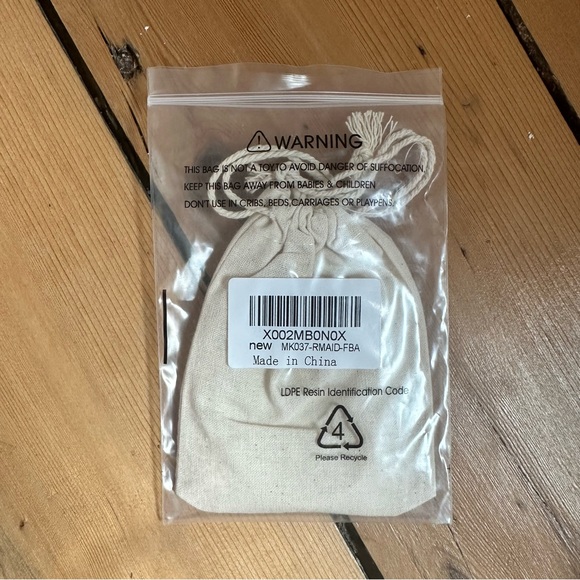 WARNING
THIS BAG IS NOT A TOY TO AVOID DANGER OF SUFFOCATION
KEEP THIS BAG AWAY FROM BABIES & CHILDREN
DON'T USE IN CRIBS, BEDS, CARRIAGES OR PLAYPENS
X002MB0N0X
new MK037-RMAID-FBA
Made in China
LDPE Resin Identification Code
4
Please Recycle